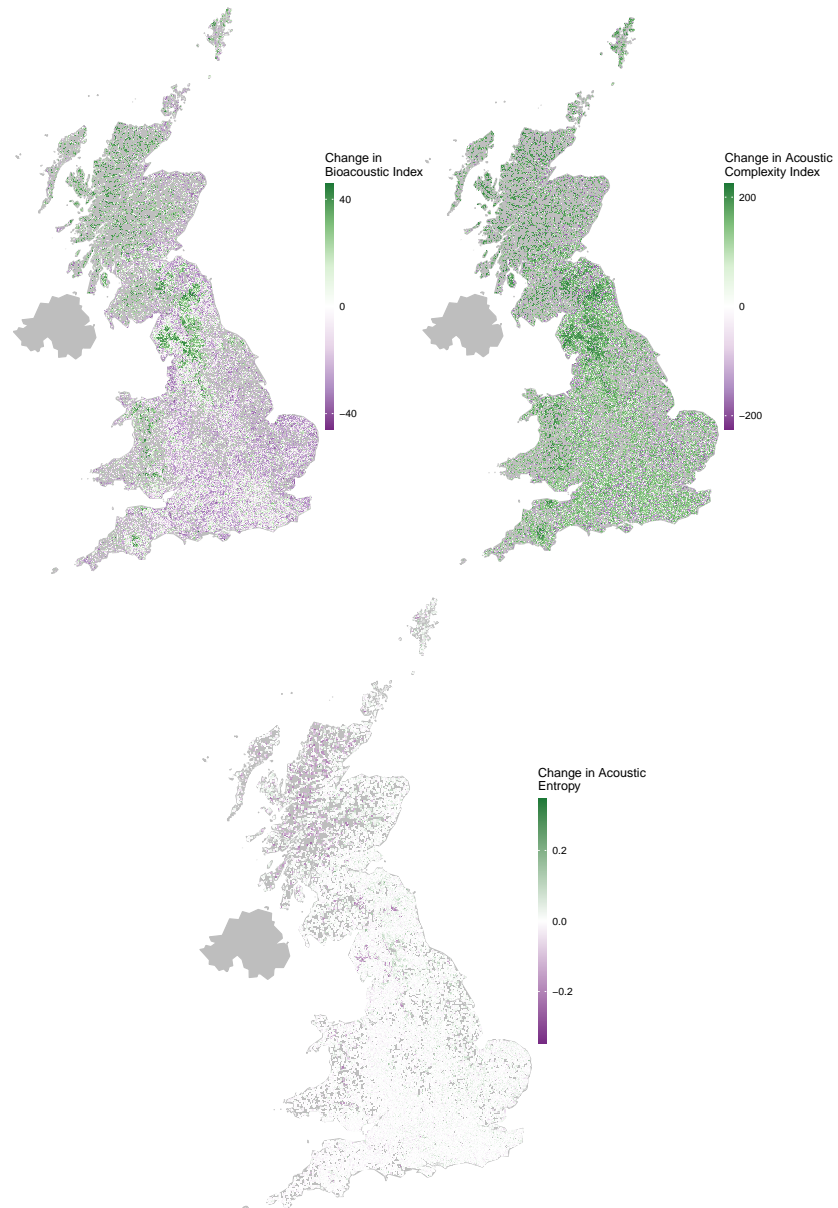 Change in
Bioacoustic Index
40
0
−40
Change in Acoustic
Complexity Index
200
0
−200
Change in Acoustic
Entropy
0.2
0.0
−0.2